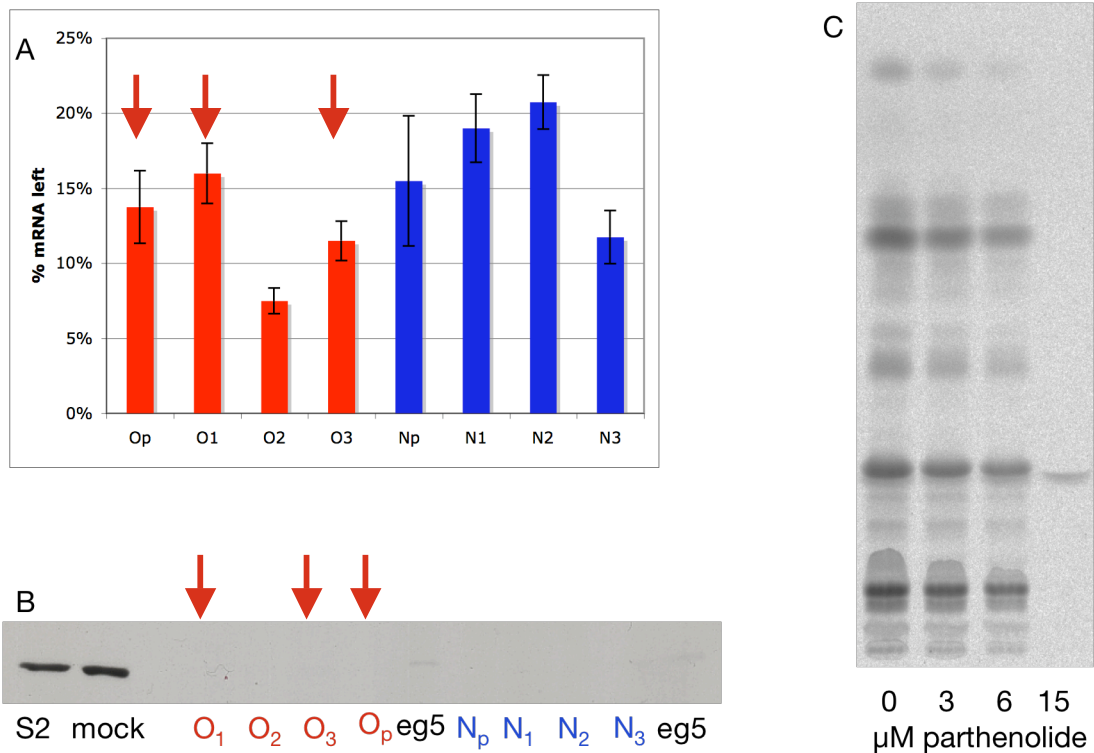 A
25%
20%
15%
10%
5%
0%
% mRNA left
Op O1 O2 O3 Np N1 N2 N3
B
S2 mock O1 O2 O3 Op eg5 Np N1 N2 N3 eg5
C
0 3 6 15
µM parthenolide